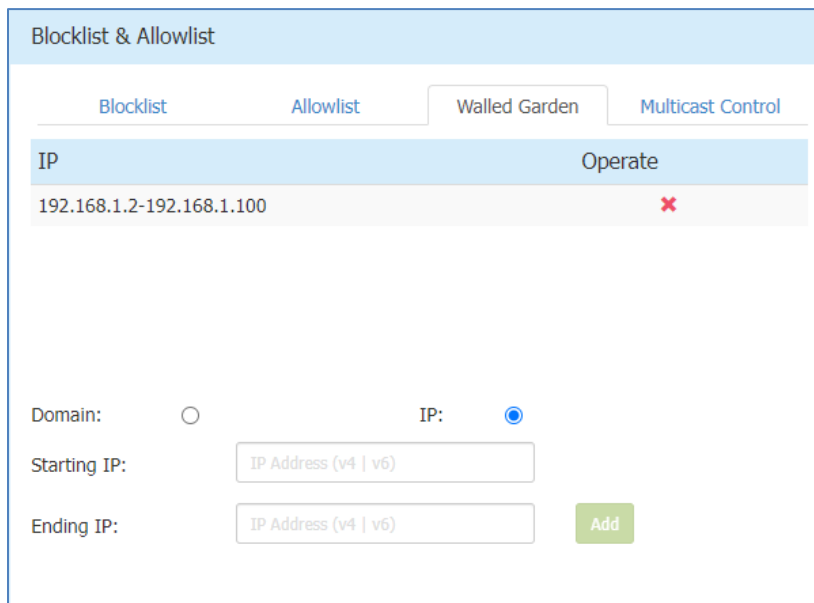 Blocklist & Allowlist
Blocklist Allowlist Walled Garden Multicast Control
IP Operate
192.168.1.2-192.168.1.100
Domain: IP:
Starting IP: IP Address (v4 | v6)
Ending IP: IP Address (v4 | v6) Add